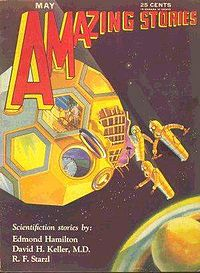 MAY
25 CENTS
AMAZING STORIES
Scientifiction stories by:
Edmond Hamilton
David H. Keller, M.D.
R. F. Starzl